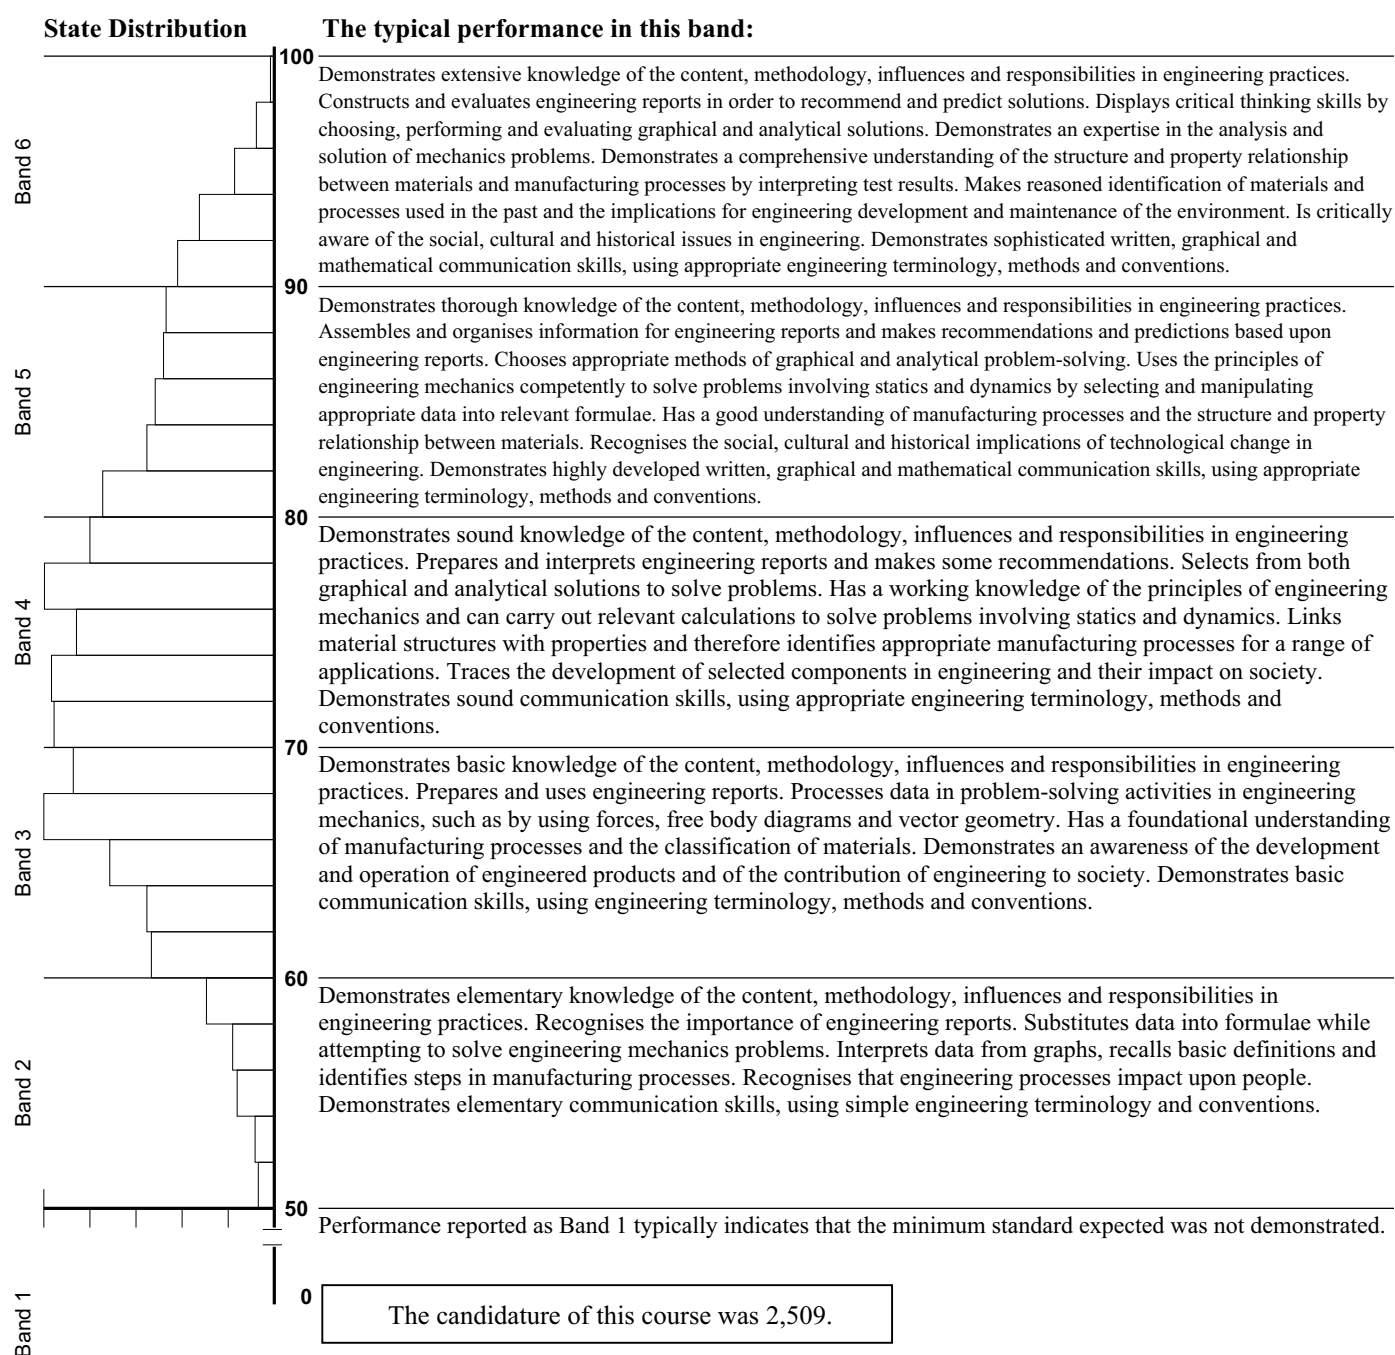 State Distribution
The typical performance in this band:
100
Band 6
Demonstrates extensive knowledge of the content, methodology, influences and responsibilities in engineering practices.
Constructs and evaluates engineering reports in order to recommend and predict solutions. Displays critical thinking skills by
choosing, performing and evaluating graphical and analytical solutions. Demonstrates an expertise in the analysis and
solution of mechanics problems. Demonstrates a comprehensive understanding of the structure and property relationship
between materials and manufacturing processes by interpreting test results. Makes reasoned identification of materials and
processes used in the past and the implications for engineering development and maintenance of the environment. Is critically
aware of the social, cultural and historical issues in engineering. Demonstrates sophisticated written, graphical and
mathematical communication skills, using appropriate engineering terminology, methods and conventions.
90
Band 5
Demonstrates thorough knowledge of the content, methodology, influences and responsibilities in engineering practices.
Assembles and organises information for engineering reports and makes recommendations and predictions based upon
engineering reports. Chooses appropriate methods of graphical and analytical problem-solving. Uses the principles of
engineering mechanics competently to solve problems involving statics and dynamics by selecting and manipulating
appropriate data into relevant formulae. Has a good understanding of manufacturing processes and the structure and property
relationship between materials. Recognises the social, cultural and historical implications of technological change in
engineering. Demonstrates highly developed written, graphical and mathematical communication skills, using appropriate
engineering terminology, methods and conventions.
80
Band 4
Demonstrates sound knowledge of the content, methodology, influences and responsibilities in engineering
practices. Prepares and interprets engineering reports and makes some recommendations. Selects from both
graphical and analytical solutions to solve problems. Has a working knowledge of the principles of engineering
mechanics and can carry out relevant calculations to solve problems involving statics and dynamics. Links
material structures with properties and therefore identifies appropriate manufacturing processes for a range of
applications. Traces the development of selected components in engineering and their impact on society.
Demonstrates sound communication skills, using appropriate engineering terminology, methods and
conventions.
70
Band 3
Demonstrates basic knowledge of the content, methodology, influences and responsibilities in engineering
practices. Prepares and uses engineering reports. Processes data in problem-solving activities in engineering
mechanics, such as by using forces, free body diagrams and vector geometry. Has a foundational understanding
of manufacturing processes and the classification of materials. Demonstrates an awareness of the development
and operation of engineered products and of the contribution of engineering to society. Demonstrates basic
communication skills, using engineering terminology, methods and conventions.
60
Band 2
Demonstrates elementary knowledge of the content, methodology, influences and responsibilities in
engineering practices. Recognises the importance of engineering reports. Substitutes data into formulae while
attempting to solve engineering mechanics problems. Interprets data from graphs, recalls basic definitions and
identifies steps in manufacturing processes. Recognises that engineering processes impact upon people.
Demonstrates elementary communication skills, using simple engineering terminology and conventions.
50
Performance reported as Band 1 typically indicates that the minimum standard expected was not demonstrated.
0
Band 1
The candidature of this course was 2,509.